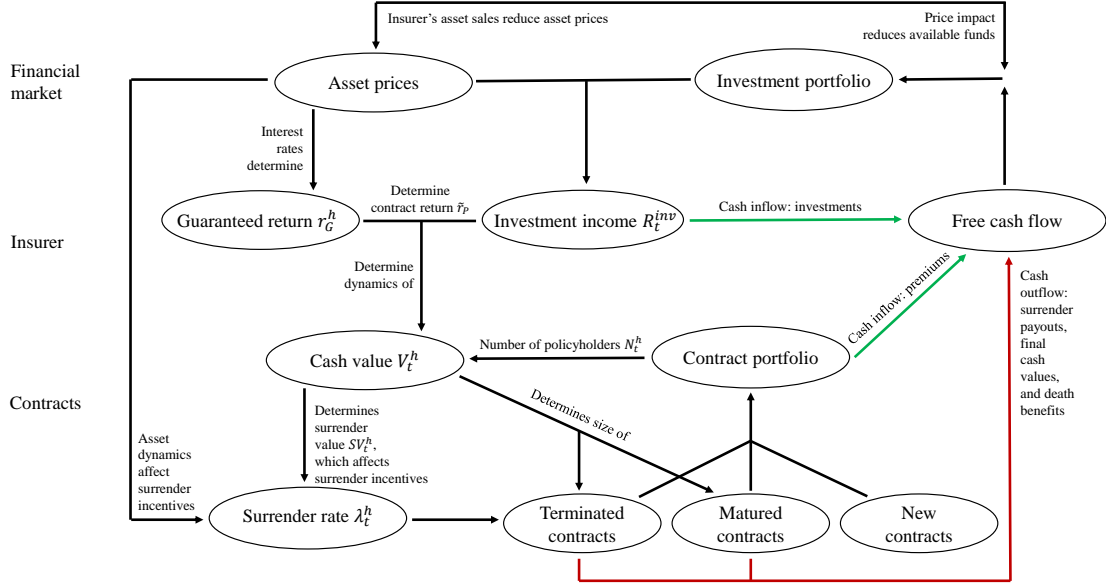 Insurer’s asset sales reduce asset prices
Price impact
reduces available funds
Financial
market
Asset prices
Investment portfolio
Interest
rates
determine
Determine
contract return r̃_P
Guaranteed return r_G^h
Investment income R_t^{inv}
Cash inflow: investments
Free cash flow
Insurer
Determine
dynamics of
Cash inflow: premiums
Cash
outflow:
surrender
payouts,
final
cash
values,
and death
benefits
Cash value V_t^h
Number of policyholders N_t^h
Contract portfolio
Contracts
Determines
surrender
value SV_t^h,
which affects
surrender incentives
Determines size of
Asset
dynamics
affect
surrender
incentives
Surrender rate λ_t^h
Terminated
contracts
Matured
contracts
New
contracts